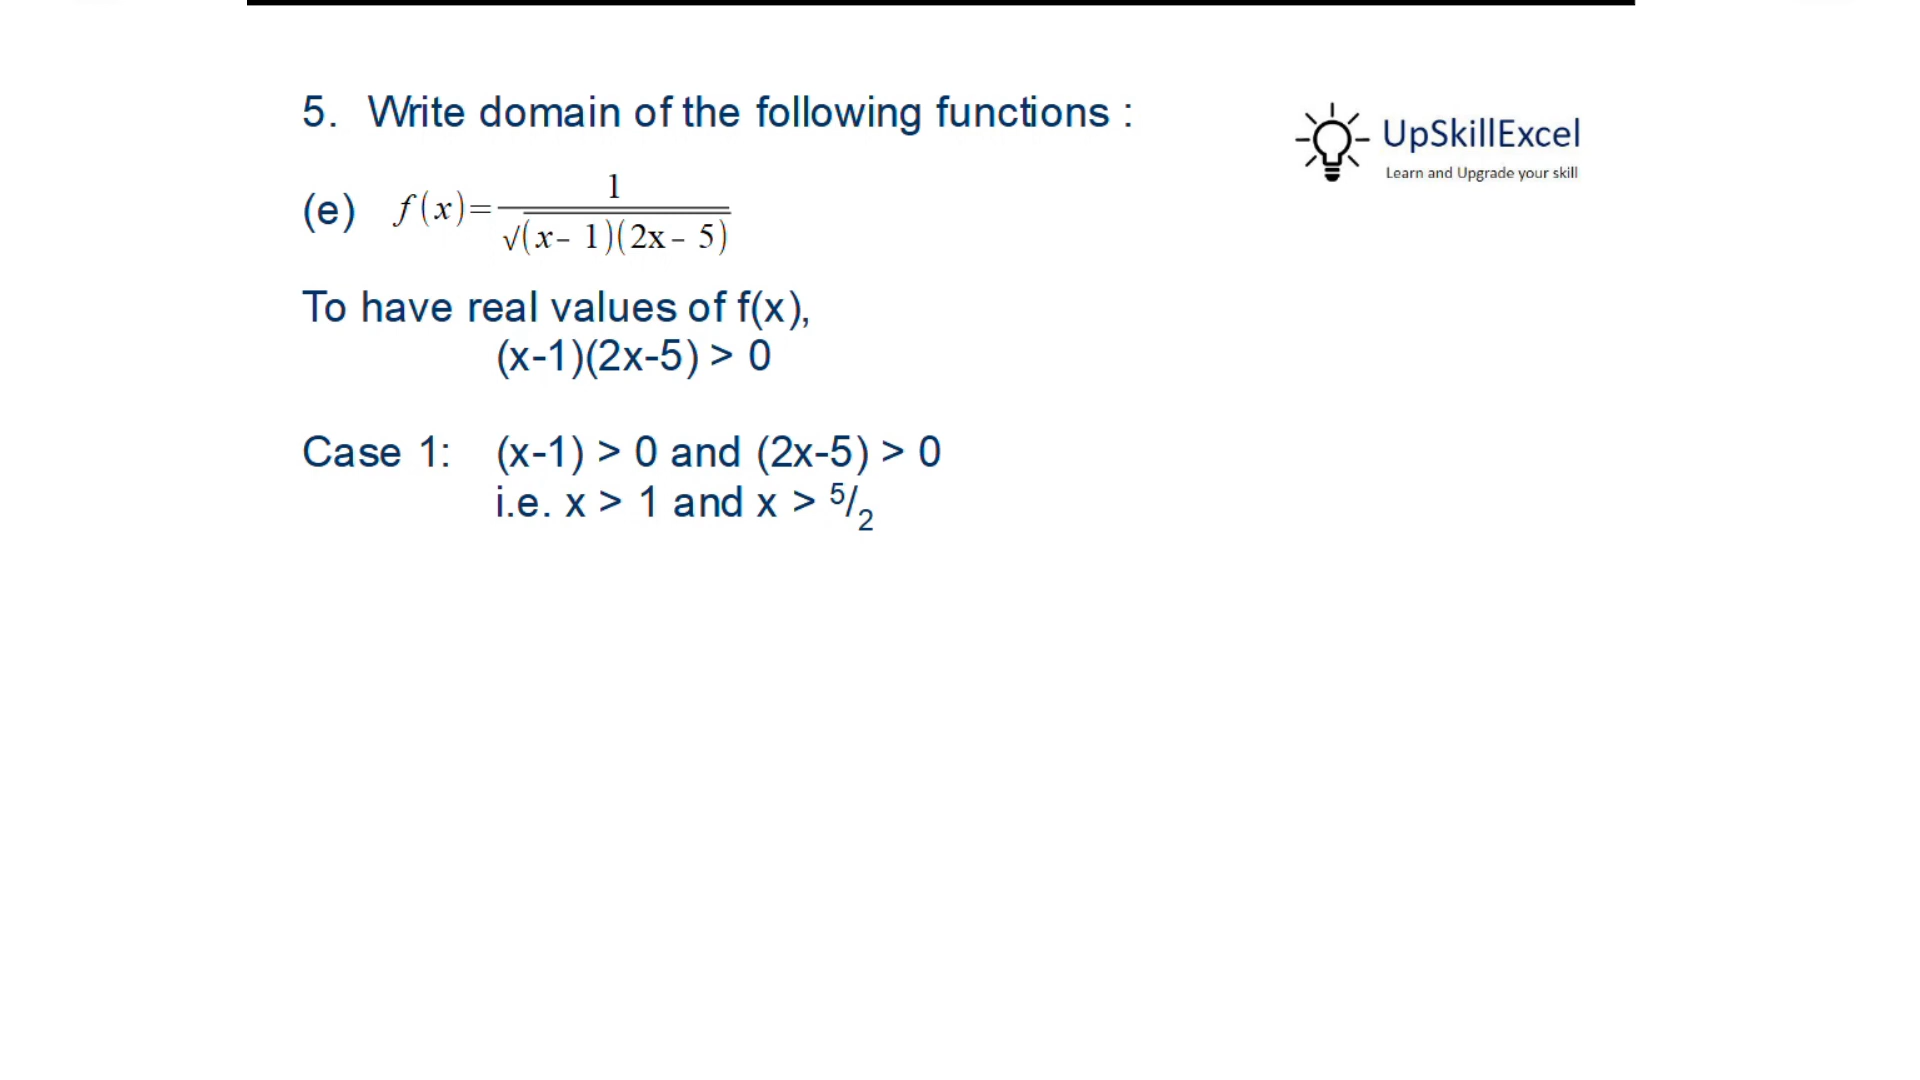 5. Write domain of the following functions :
UpSkillExcel
Learn and Upgrade your skill
(e) f(x)=1/√(x– 1)(2x– 5)
To have real values of f(x),
(x-1)(2x-5) > 0
Case 1: (x-1) > 0 and (2x-5) > 0
i.e. x > 1 and x > 5/2